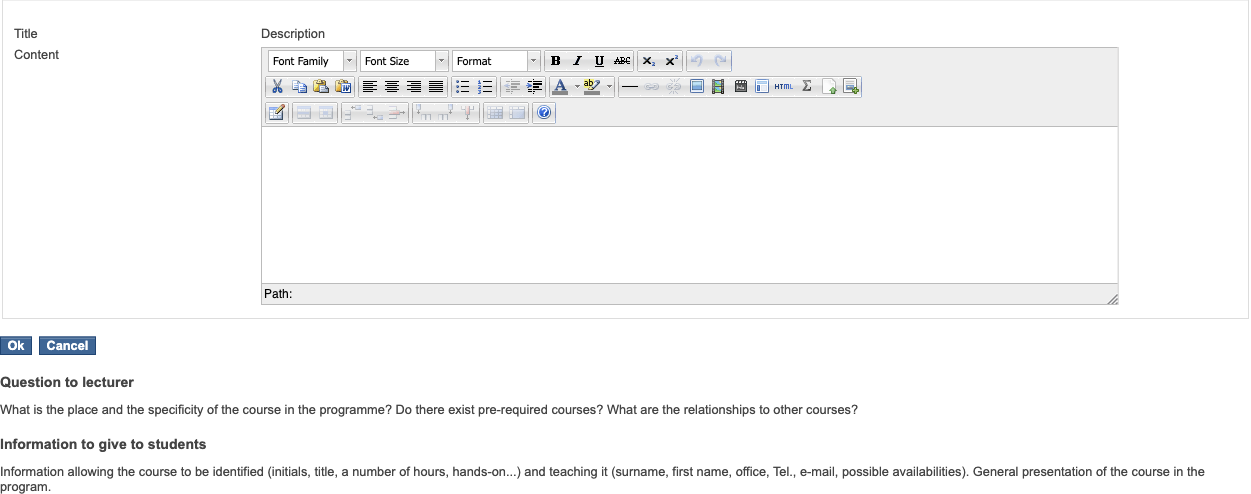 Title Description
Content
Font Family Font Size Format B I U ABC x₂ x²
A ab HTML Σ
Path:
Ok Cancel
Question to lecturer
What is the place and the specificity of the course in the programme? Do there exist pre-required courses? What are the relationships to other courses?
Information to give to students
Information allowing the course to be identified (initials, title, a number of hours, hands-on...) and teaching it (surname, first name, office, Tel., e-mail, possible availabilities). General presentation of the course in the
program.